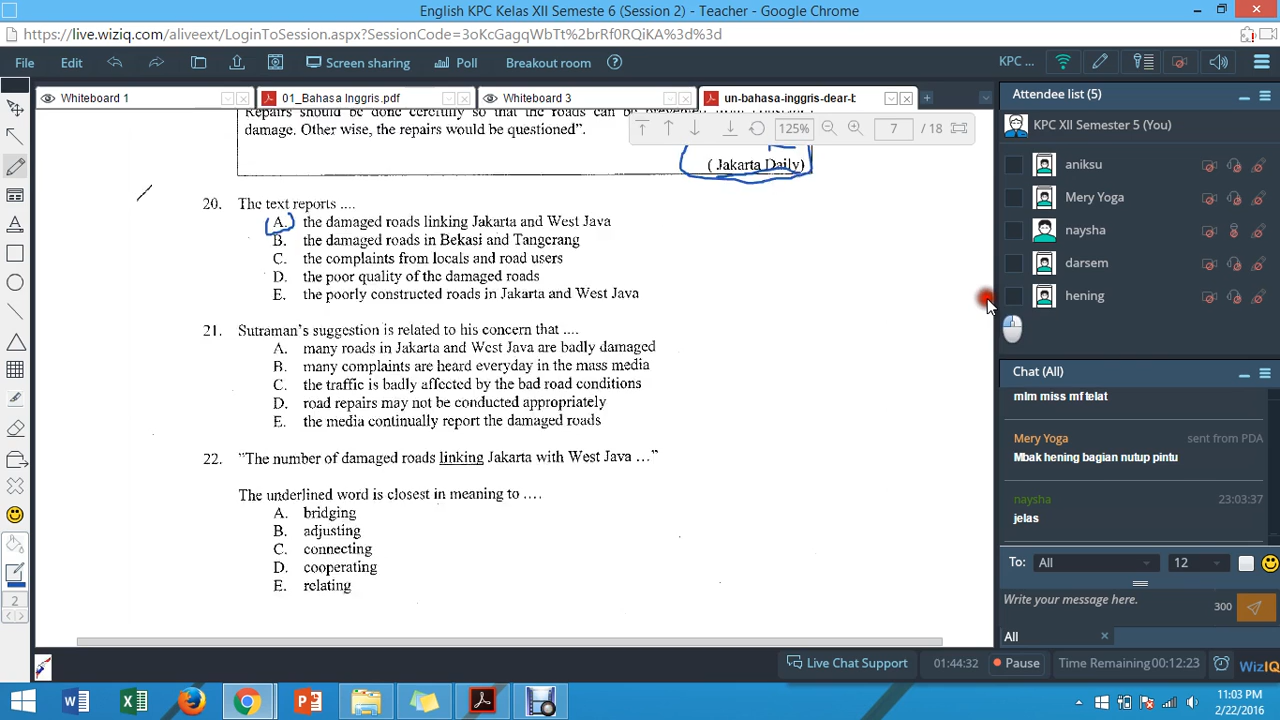 English KPC Kelas XII Semeste 6 (Session 2) - Teacher - Google Chrome
https://live.wiziq.com/aliveext/LoginToSession.aspx?SessionCode=3oKcGagqWbTt%2brRf0RQiKA%3d%3d
File Edit Screen sharing Poll Breakout room KPC ...
Whiteboard 1 01_Bahasa Inggris.pdf Whiteboard 3 un-bahasa-inggris-dear-b
Attendee list (5)
125% 7 / 18
Repairs should be done carefully so that the roads can be
damage. Other wise, the repairs would be questioned”.
( Jakarta Daily)
20. The text reports ....
A. the damaged roads linking Jakarta and West Java
B. the damaged roads in Bekasi and Tangerang
C. the complaints from locals and road users
D. the poor quality of the damaged roads
E. the poorly constructed roads in Jakarta and West Java
21. Sutraman’s suggestion is related to his concern that ....
A. many roads in Jakarta and West Java are badly damaged
B. many complaints are heard everyday in the mass media
C. the traffic is badly affected by the bad road conditions
D. road repairs may not be conducted appropriately
E. the media continually report the damaged roads
22. ”The number of damaged roads linking Jakarta with West Java ...”
The underlined word is closest in meaning to ....
A. bridging
B. adjusting
C. connecting
D. cooperating
E. relating
KPC XII Semester 5 (You)
aniksu
Mery Yoga
naysha
darsem
hening
Chat (All)
mlm miss mf telat
Mery Yoga sent from PDA
Mbak hening bagian nutup pintu
naysha 23:03:37
jelas
To: All 12
Write your message here. 300
All
2
Live Chat Support 01:44:32 Pause Time Remaining 00:12:23 WizIQ
11:03 PM
2/22/2016